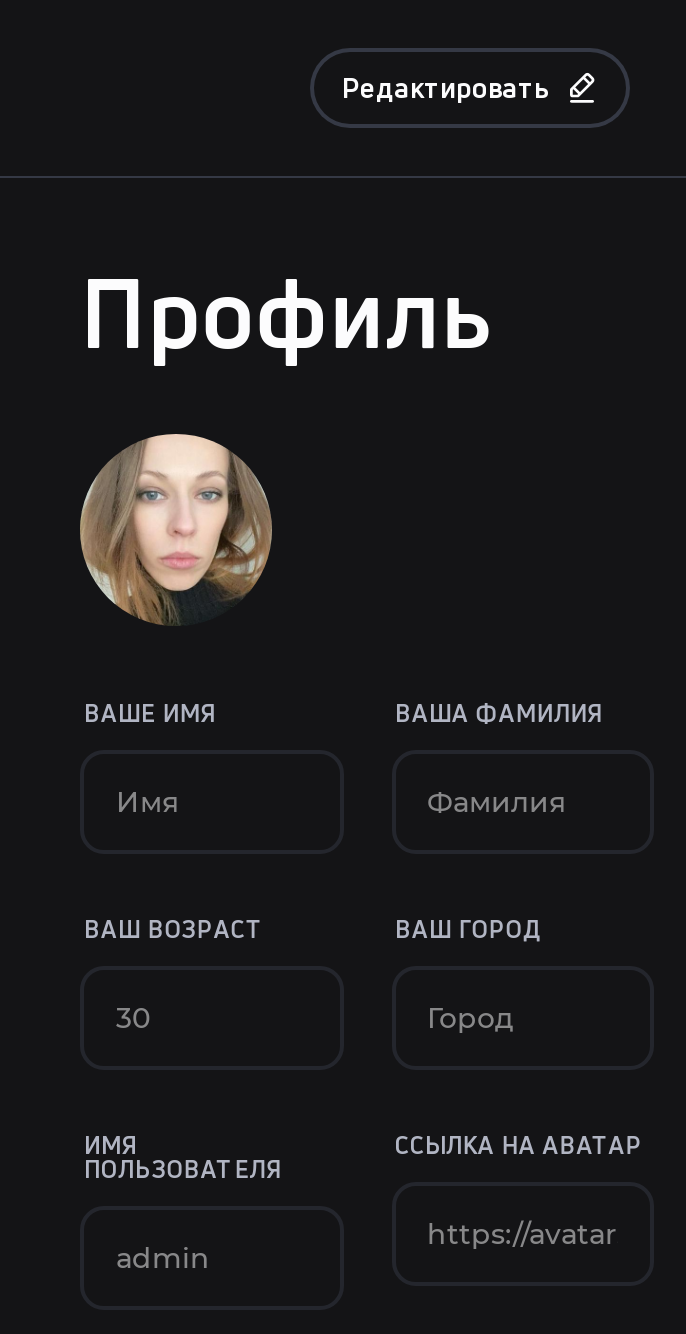 Редактировать
Профиль
ВАШЕ ИМЯ
ВАША ФАМИЛИЯ
Имя
Фамилия
ВАШ ВОЗРАСТ
ВАШ ГОРОД
30
Город
ИМЯ
ПОЛЬЗОВАТЕЛЯ
ССЫЛКА НА АВАТАР
admin
https://avatar